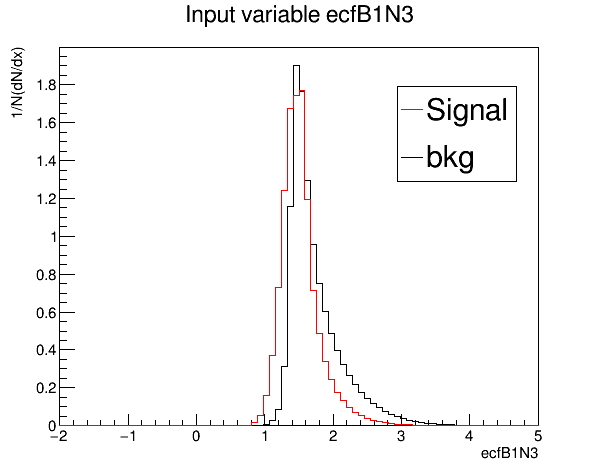 Input variable ecfB1N3
1/N(dN/dx)
1.8
1.6
1.4
1.2
1
0.8
0.6
0.4
0.2
0
Signal
bkg
−2 −1 0 1 2 3 4 5
ecfB1N3